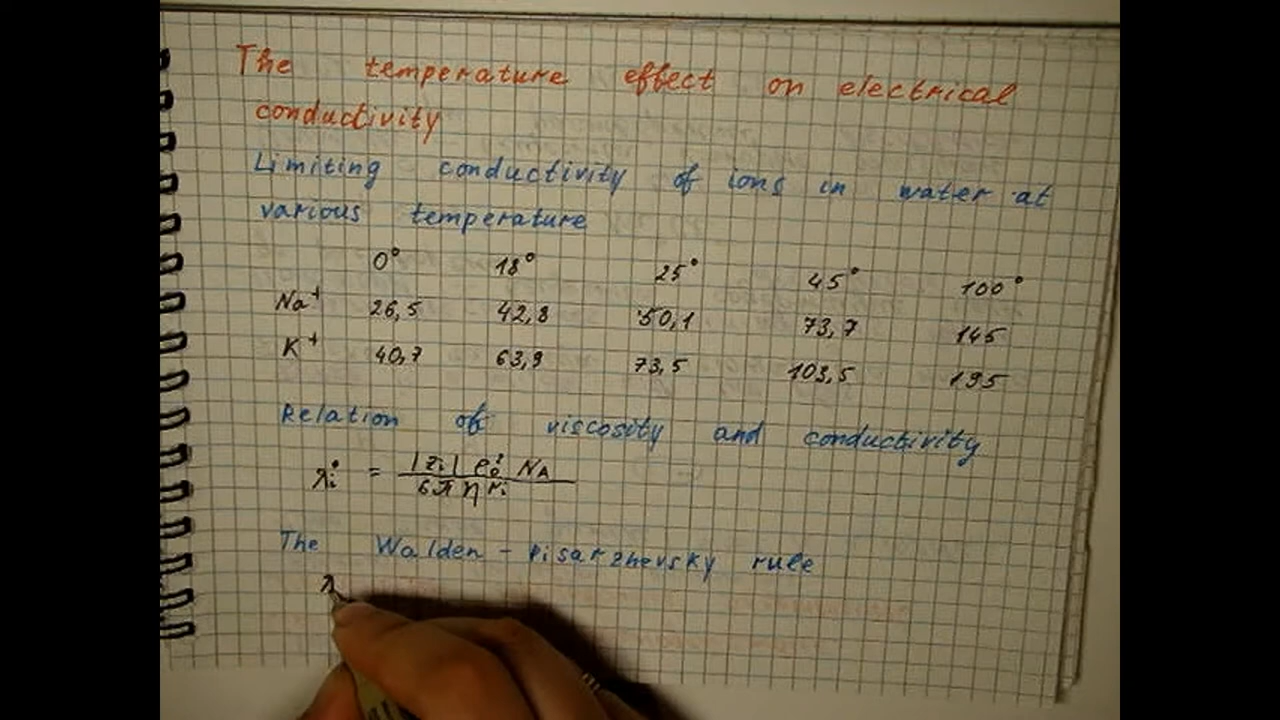 The temperature effect on electrical
conductivity
Limiting conductivity of ions in water at
various temperature
0° 18° 25° 45° 100°
Na⁺ 26,5 42,8 50,1 73,7 145
K⁺ 40,7 63,9 73,5 103,5 195
Relation of viscosity and conductivity
λᵢ° = |zᵢ| e₀² N_A / 6π η rᵢ
The Walden - Pisarzhevsky rule
λ